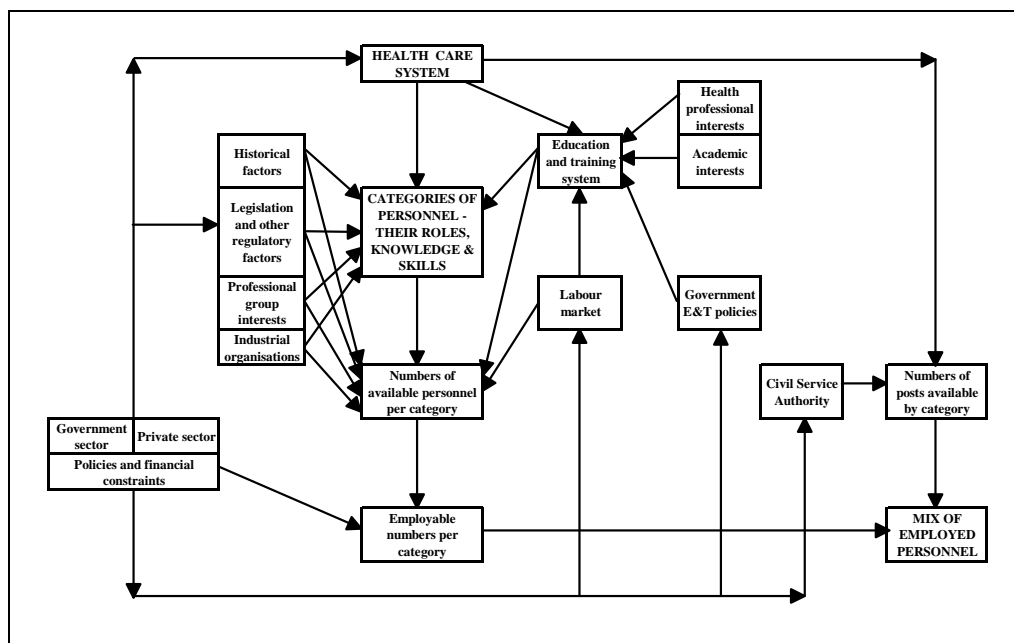 HEALTH CARE
SYSTEM
Health
professional
interests
Academic
interests
Education
and training
system
Historical
factors
Legislation
and other
regulatory
factors
Professional
group
interests
Industrial
organisations
CATEGORIES OF
PERSONNEL -
THEIR ROLES,
KNOWLEDGE &
SKILLS
Labour
market
Government
E&T policies
Numbers of
available personnel
per category
Civil Service
Authority
Numbers of
posts available
by category
Government
sector
Private sector
Policies and financial
constraints
Employable
numbers per
category
MIX OF
EMPLOYED
PERSONNEL